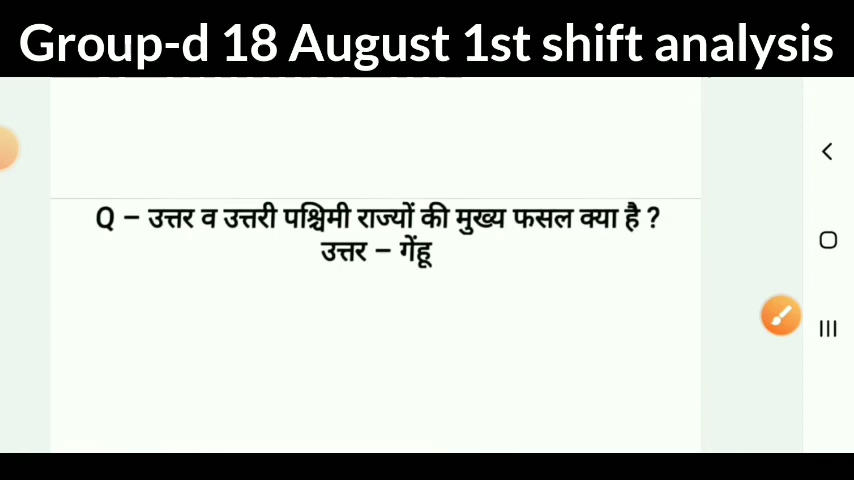 Group-d 18 August 1st shift analysis
Q – उत्तर व उत्तरी पश्चिमी राज्यों की मुख्य फसल क्या है ?
उत्तर – गेंहू